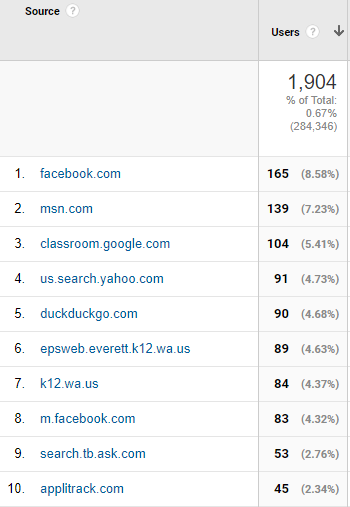 Source ? Users ?
1,904
% of Total:
0.67%
(284,346)
1. facebook.com 165 (8.58%)
2. msn.com 139 (7.23%)
3. classroom.google.com 104 (5.41%)
4. us.search.yahoo.com 91 (4.73%)
5. duckduckgo.com 90 (4.68%)
6. epsweb.everett.k12.wa.us 89 (4.63%)
7. k12.wa.us 84 (4.37%)
8. m.facebook.com 83 (4.32%)
9. search.tb.ask.com 53 (2.76%)
10. applitrack.com 45 (2.34%)